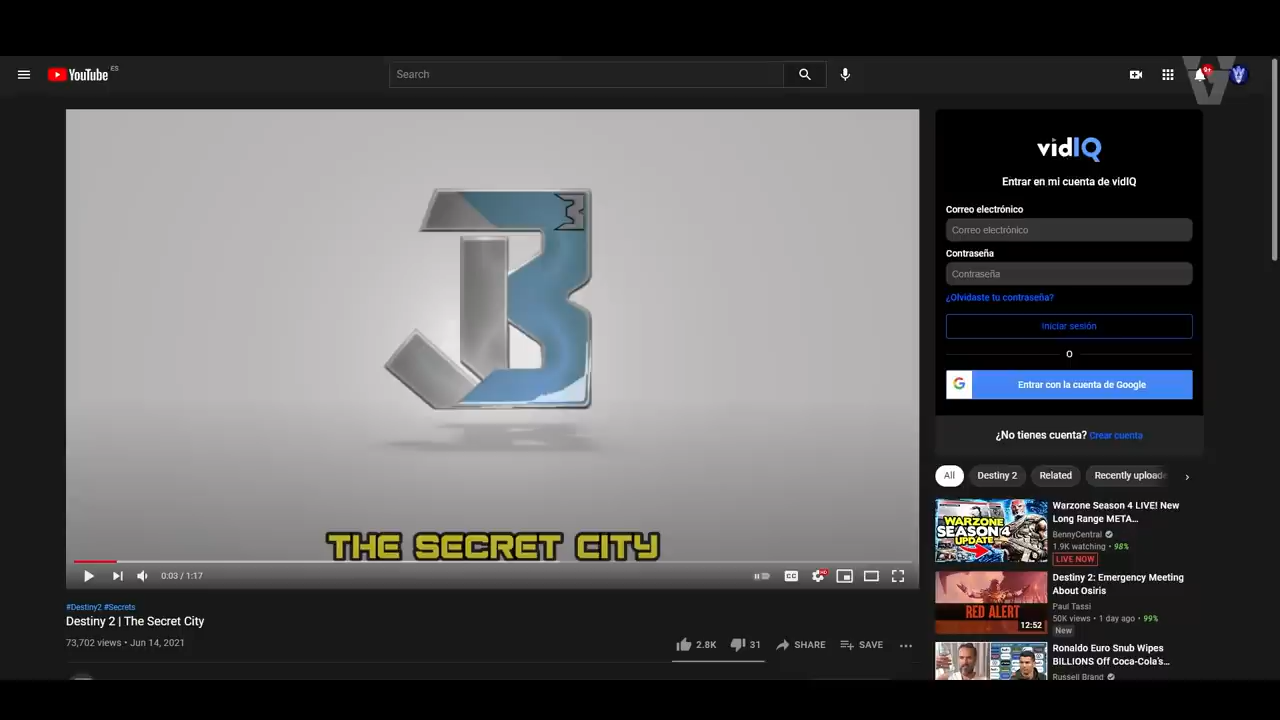 YouTube ES
Search
9+
JB
THE SECRET CITY
0:03 / 1:17
CC
HD
#Destiny2 #Secrets
Destiny 2 | The Secret City
73,702 views • Jun 14, 2021
2.8K
31
SHARE
SAVE
vidIQ
Entrar en mi cuenta de vidIQ
Correo electrónico
Correo electrónico
Contraseña
Contraseña
¿Olvidaste tu contraseña?
Iniciar sesión
O
Entrar con la cuenta de Google
¿No tienes cuenta? Crear cuenta
All
Destiny 2
Related
Recently uploade
WARZONE
SEASON 4
UPDATE
Warzone Season 4 LIVE! New
Long Range META...
BennyCentral
1.9K watching • 98%
LIVE NOW
RED ALERT
12:52
Destiny 2: Emergency Meeting
About Osiris
Paul Tassi
50K views • 1 day ago • 99%
New
Ronaldo Euro Snub Wipes
BILLIONS Off Coca-Cola's...
Russell Brand